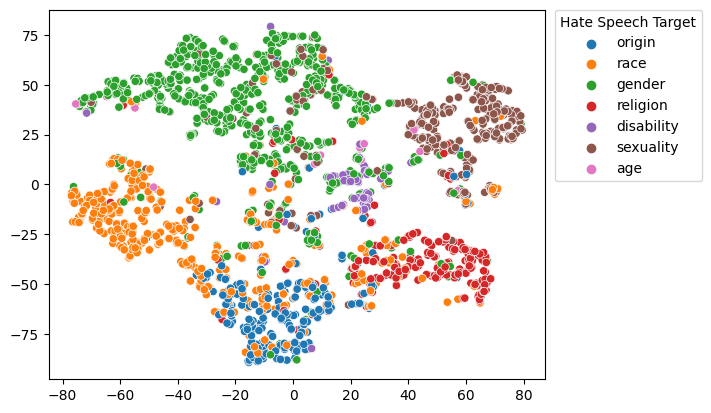 Hate Speech Target
origin
race
gender
religion
disability
sexuality
age
75
50
25
0
−25
−50
−75
−80 −60 −40 −20 0 20 40 60 80